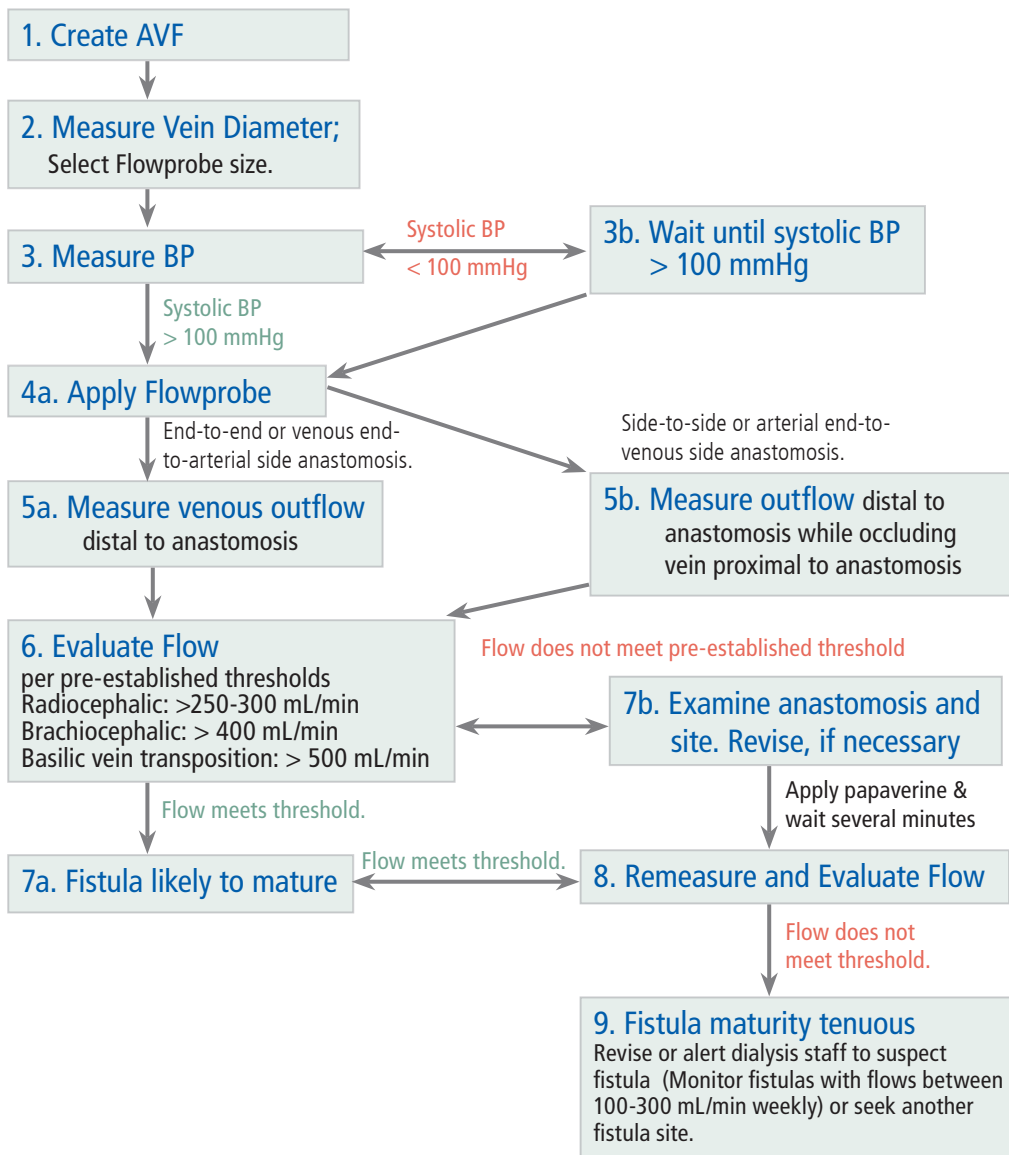 1. Create AVF
2. Measure Vein Diameter;
Select Flowprobe size.
3. Measure BP
Systolic BP
< 100 mmHg
3b. Wait until systolic BP
> 100 mmHg
Systolic BP
> 100 mmHg
4a. Apply Flowprobe
End-to-end or venous end-
to-arterial side anastomosis.
Side-to-side or arterial end-to-
venous side anastomosis.
5a. Measure venous outflow
distal to anastomosis
5b. Measure outflow distal to
anastomosis while occluding
vein proximal to anastomosis
6. Evaluate Flow
per pre-established thresholds
Radiocephalic: >250-300 mL/min
Brachiocephalic: > 400 mL/min
Basilic vein transposition: > 500 mL/min
Flow does not meet pre-established threshold
7b. Examine anastomosis and
site. Revise, if necessary
Flow meets threshold.
Apply papaverine &
wait several minutes
7a. Fistula likely to mature
Flow meets threshold.
8. Remeasure and Evaluate Flow
Flow does not
meet threshold.
9. Fistula maturity tenuous
Revise or alert dialysis staff to suspect
fistula (Monitor fistulas with flows between
100-300 mL/min weekly) or seek another
fistula site.